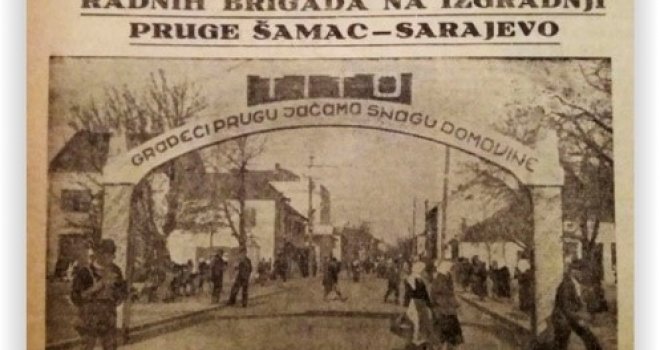 RADNIH BRIGADA NA IZGRADNJI
PRUGE ŠAMAC—SARAJEVO
GRADEĆI PRUGU JAČAMO SNAGU DOMOVINE